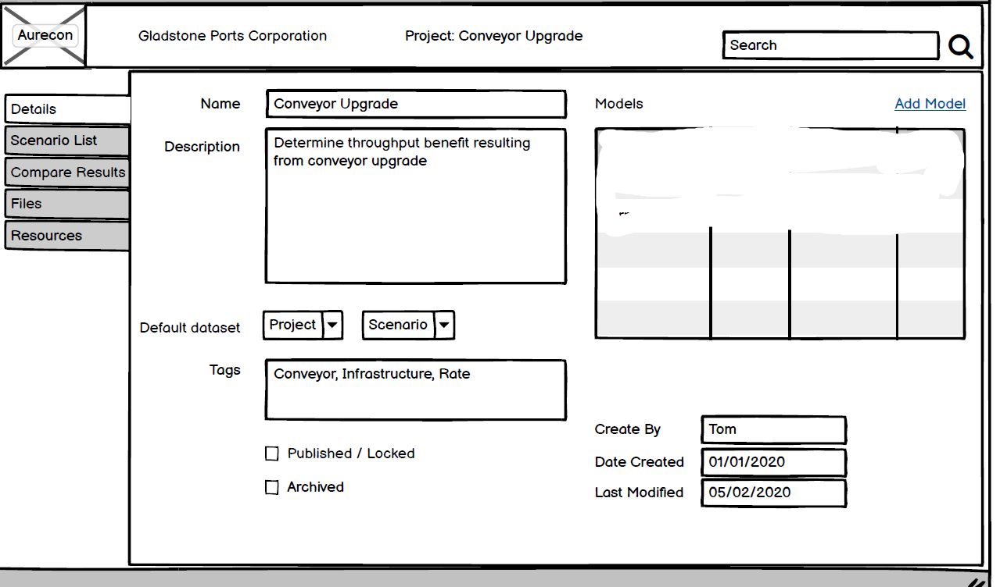 Aurecon
Gladstone Ports Corporation
Project: Conveyor Upgrade
Search
Details
Scenario List
Compare Results
Files
Resources
Name
Conveyor Upgrade
Description
Determine throughput benefit resulting
from conveyor upgrade
Default dataset
Project
Scenario
Tags
Conveyor, Infrastructure, Rate
Published / Locked
Archived
Models
Add Model
Create By
Tom
Date Created
01/01/2020
Last Modified
05/02/2020